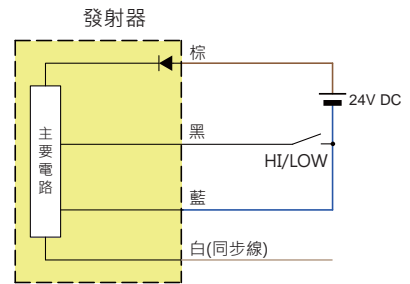 發射器
棕
24V DC
主要電路
黑
HI/LOW
藍
白(同步線)